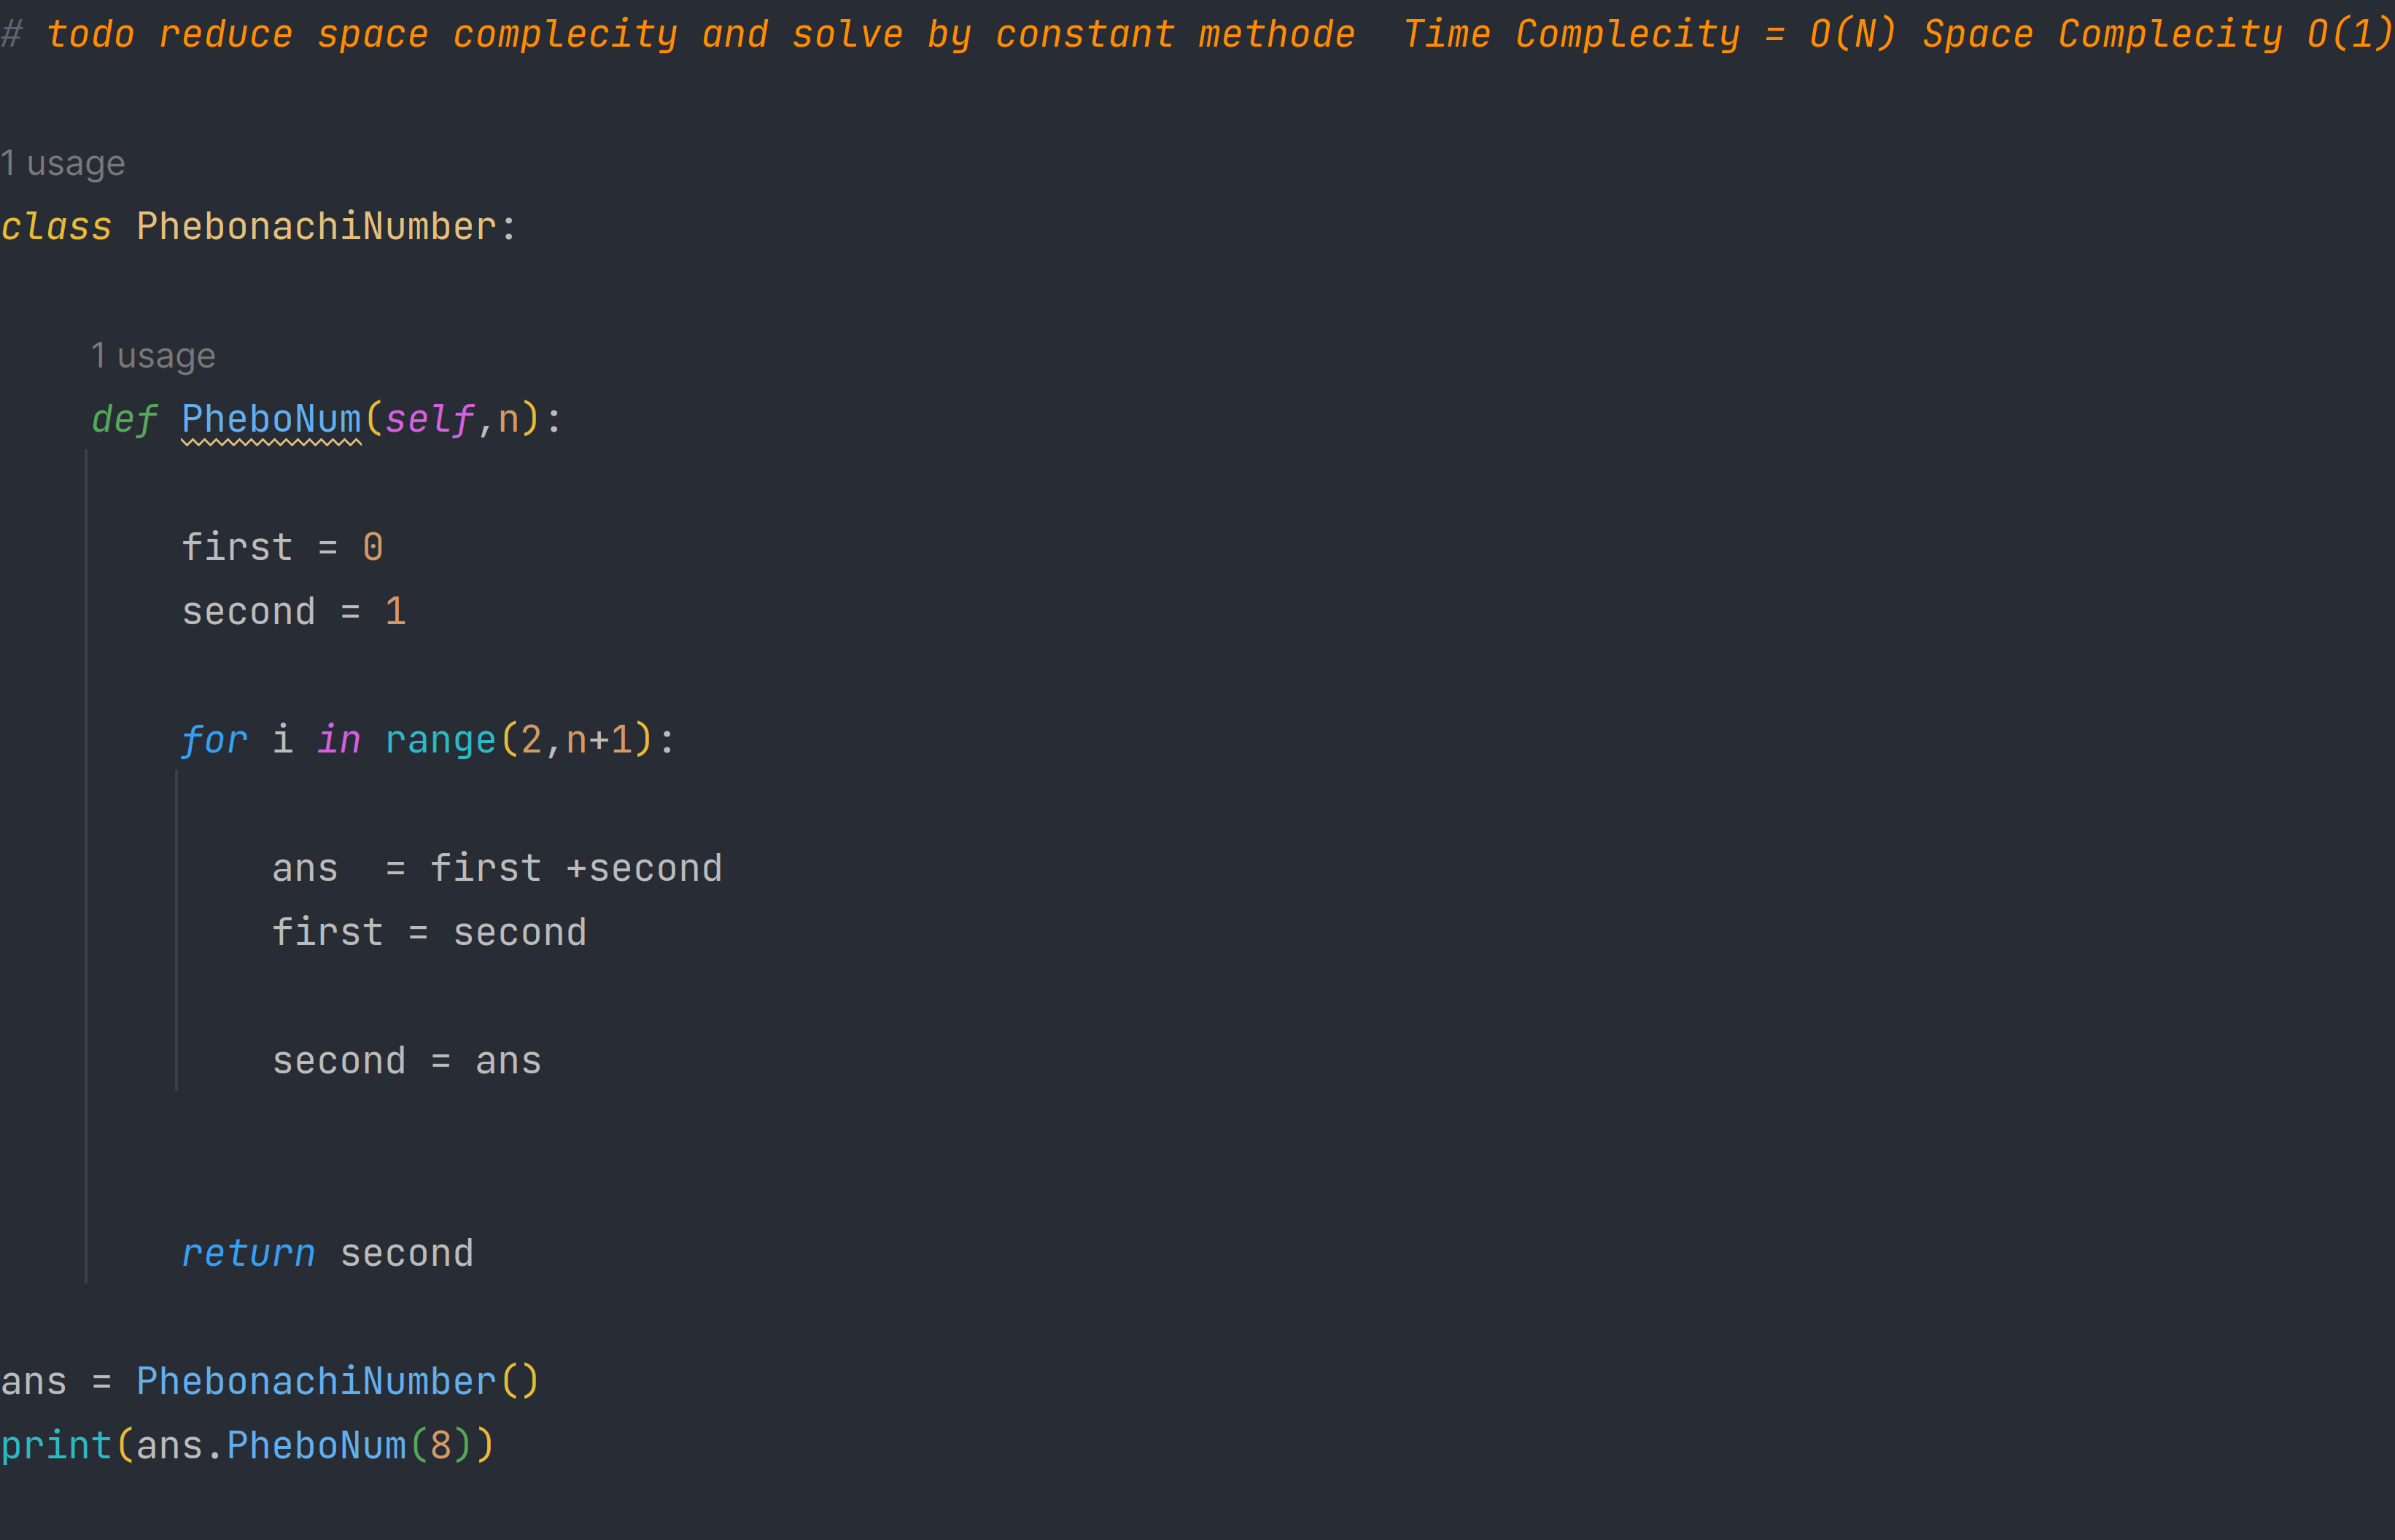 # todo reduce space complecity and solve by constant methode  Time Complecity = O(N) Space Complecity O(1)
1 usage
class PhebonachiNumber:
1 usage
def PheboNum(self,n):
first = 0
second = 1
for i in range(2,n+1):
ans  = first +second
first = second
second = ans
return second
ans = PhebonachiNumber()
print(ans.PheboNum(8))